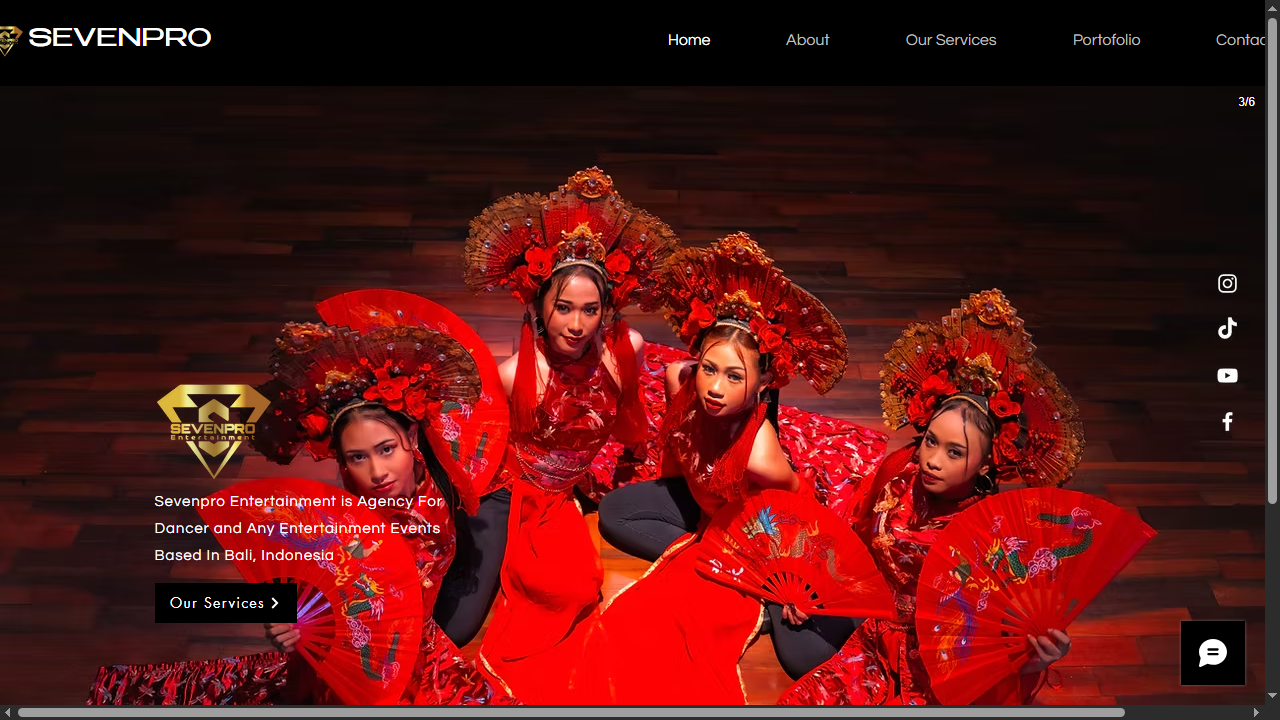 SEVENPRO
Home
About
Our Services
Portofolio
Contac
3/6
SEVENPRO
Entertainment
Sevenpro Entertainment is Agency For
Dancer and Any Entertainment Events
Based In Bali, Indonesia
Our Services